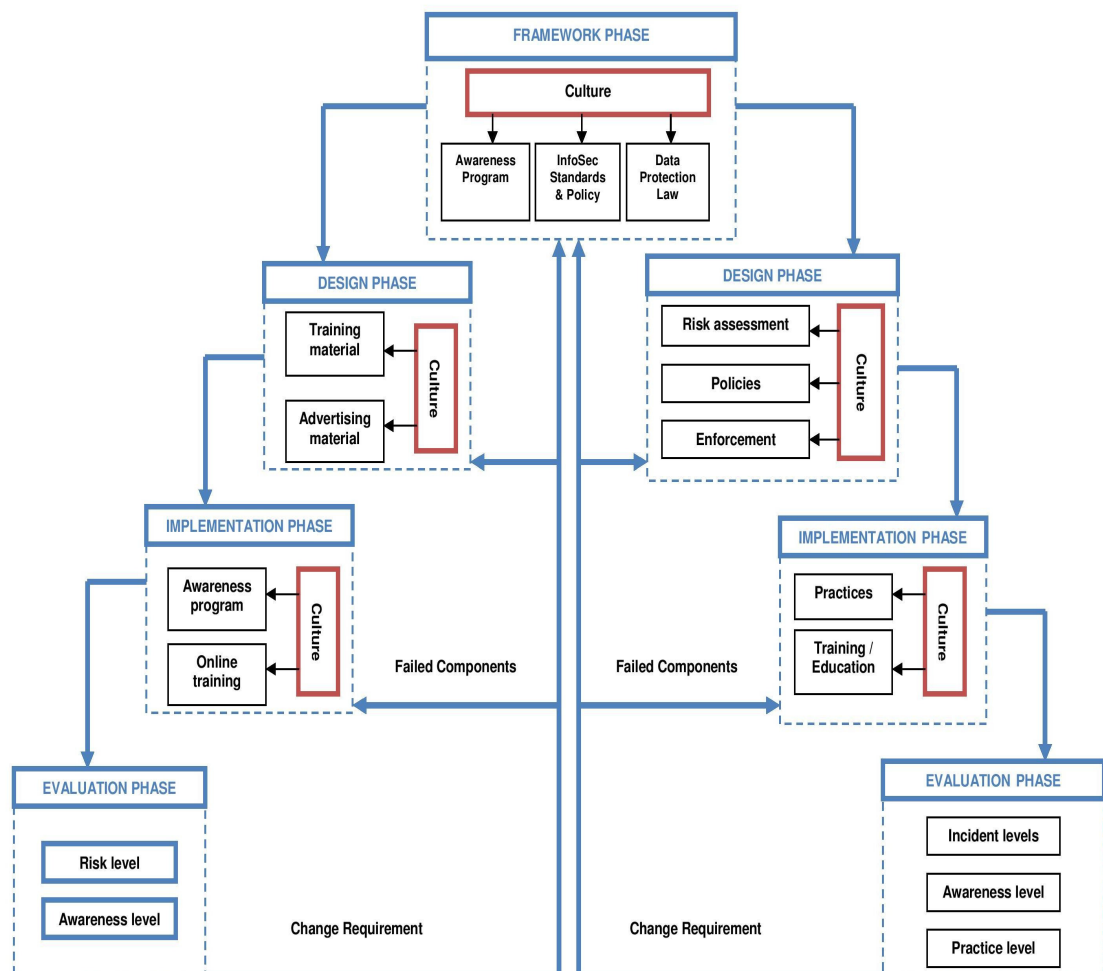 FRAMEWORK PHASE
Culture
Awareness
Program
InfoSec
Standards
& Policy
Data
Protection
Law
DESIGN PHASE
Training
material
Advertising
material
Culture
DESIGN PHASE
Risk assessment
Policies
Enforcement
Culture
IMPLEMENTATION PHASE
Awareness
program
Online
training
Culture
IMPLEMENTATION PHASE
Practices
Training /
Education
Culture
Failed Components
Failed Components
EVALUATION PHASE
Risk level
Awareness level
EVALUATION PHASE
Incident levels
Awareness level
Practice level
Change Requirement
Change Requirement